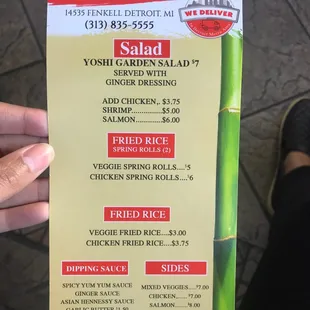 14535 FENKELL DETROIT, MI
(313) 835-5555
WE DELIVER
Salad
YOSHI GARDEN SALAD $7
SERVED WITH
GINGER DRESSING
ADD CHICKEN.. $3.75
SHRIMP............$5.00
SALMON..........$6.00
FRIED RICE
SPRING ROLLS (2)
VEGGIE SPRING ROLLS....$5
CHICKEN SPRING ROLLS....$6
FRIED RICE
VEGGIE FRIED RICE....$3.00
CHICKEN FRIED RICE....$3.75
DIPPING SAUCE
SPICY YUM YUM SAUCE
GINGER SAUCE
ASIAN HENNESSY SAUCE
GARLIC BUTTER
SIDES
MIXED VEGGIES....$7.00
CHICKEN........$7.00
SALMON